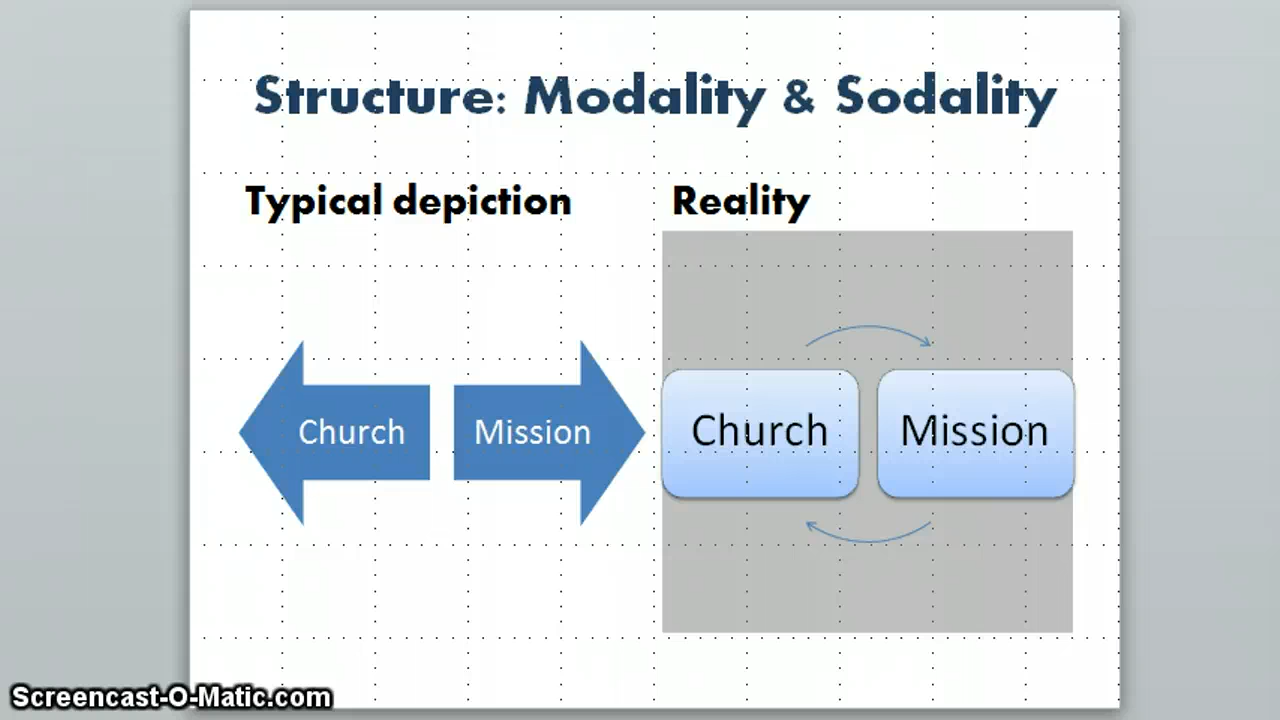 Structure: Modality & Sodality
Typical depiction
Reality
Church
Mission
Church
Mission
Screencast-O-Matic.com